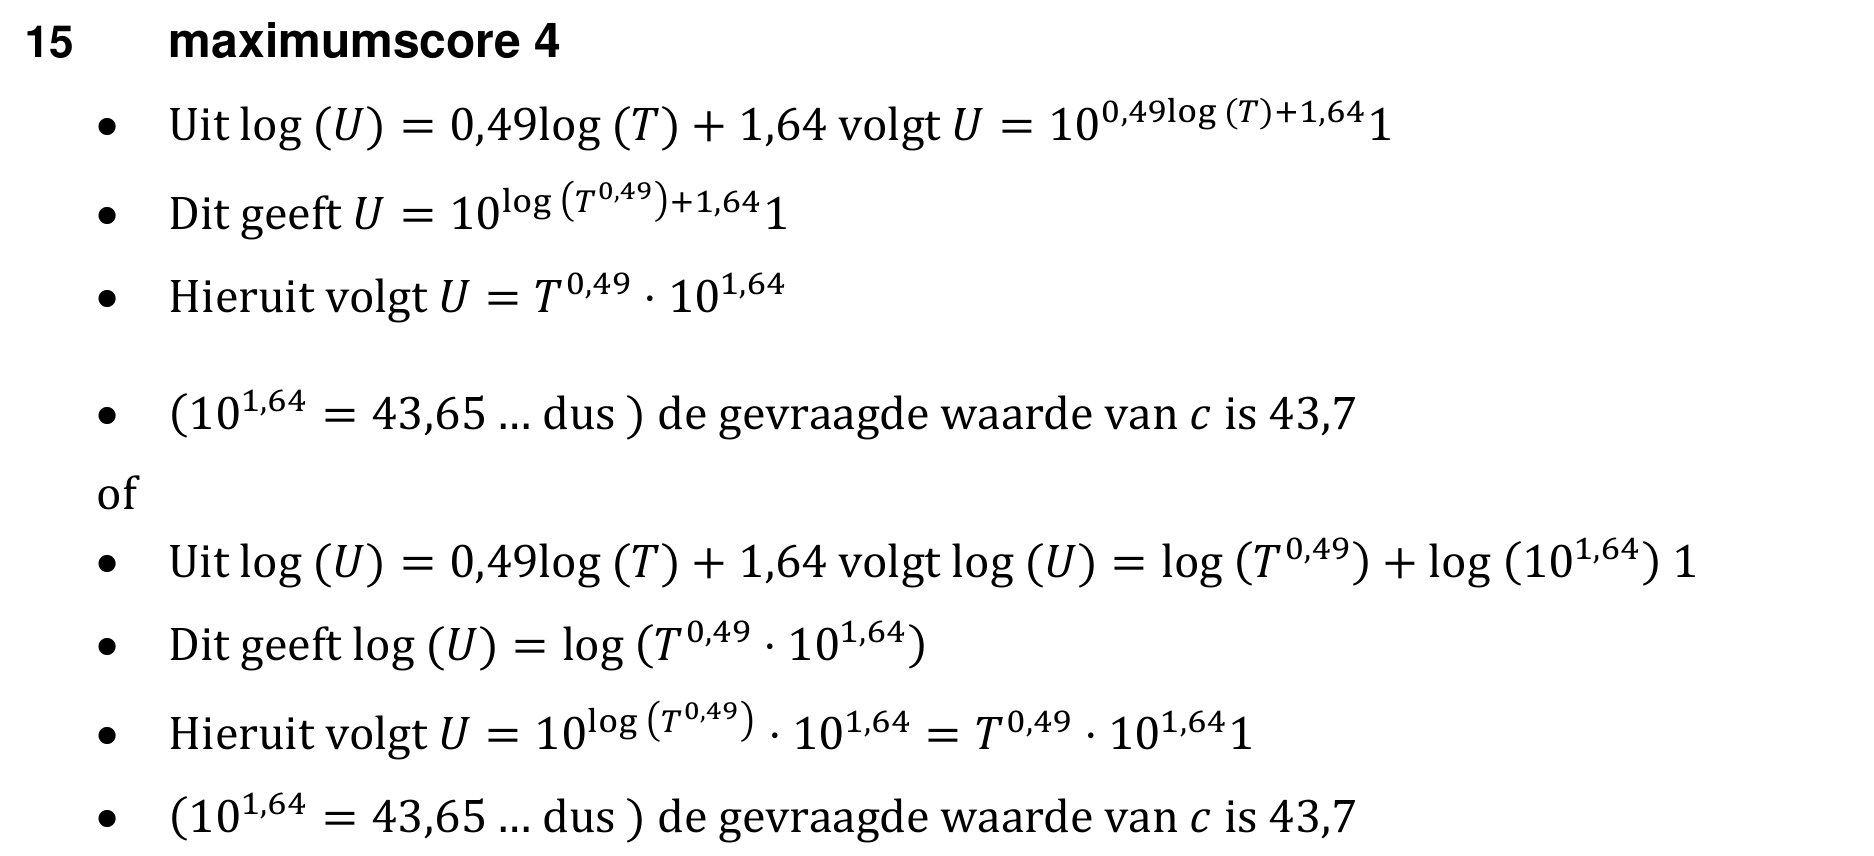 15 maximumscore 4
• Uit log (U) = 0,49log (T) + 1,64 volgt U = 10^{0,49log (T)+1,64}1
• Dit geeft U = 10^{log (T^{0,49})+1,64}1
• Hieruit volgt U = T^{0,49} · 10^{1,64}
• (10^{1,64} = 43,65 ... dus ) de gevraagde waarde van c is 43,7
of
• Uit log (U) = 0,49log (T) + 1,64 volgt log (U) = log (T^{0,49}) + log (10^{1,64}) 1
• Dit geeft log (U) = log (T^{0,49} · 10^{1,64})
• Hieruit volgt U = 10^{log (T^{0,49})} · 10^{1,64} = T^{0,49} · 10^{1,64}1
• (10^{1,64} = 43,65 ... dus ) de gevraagde waarde van c is 43,7